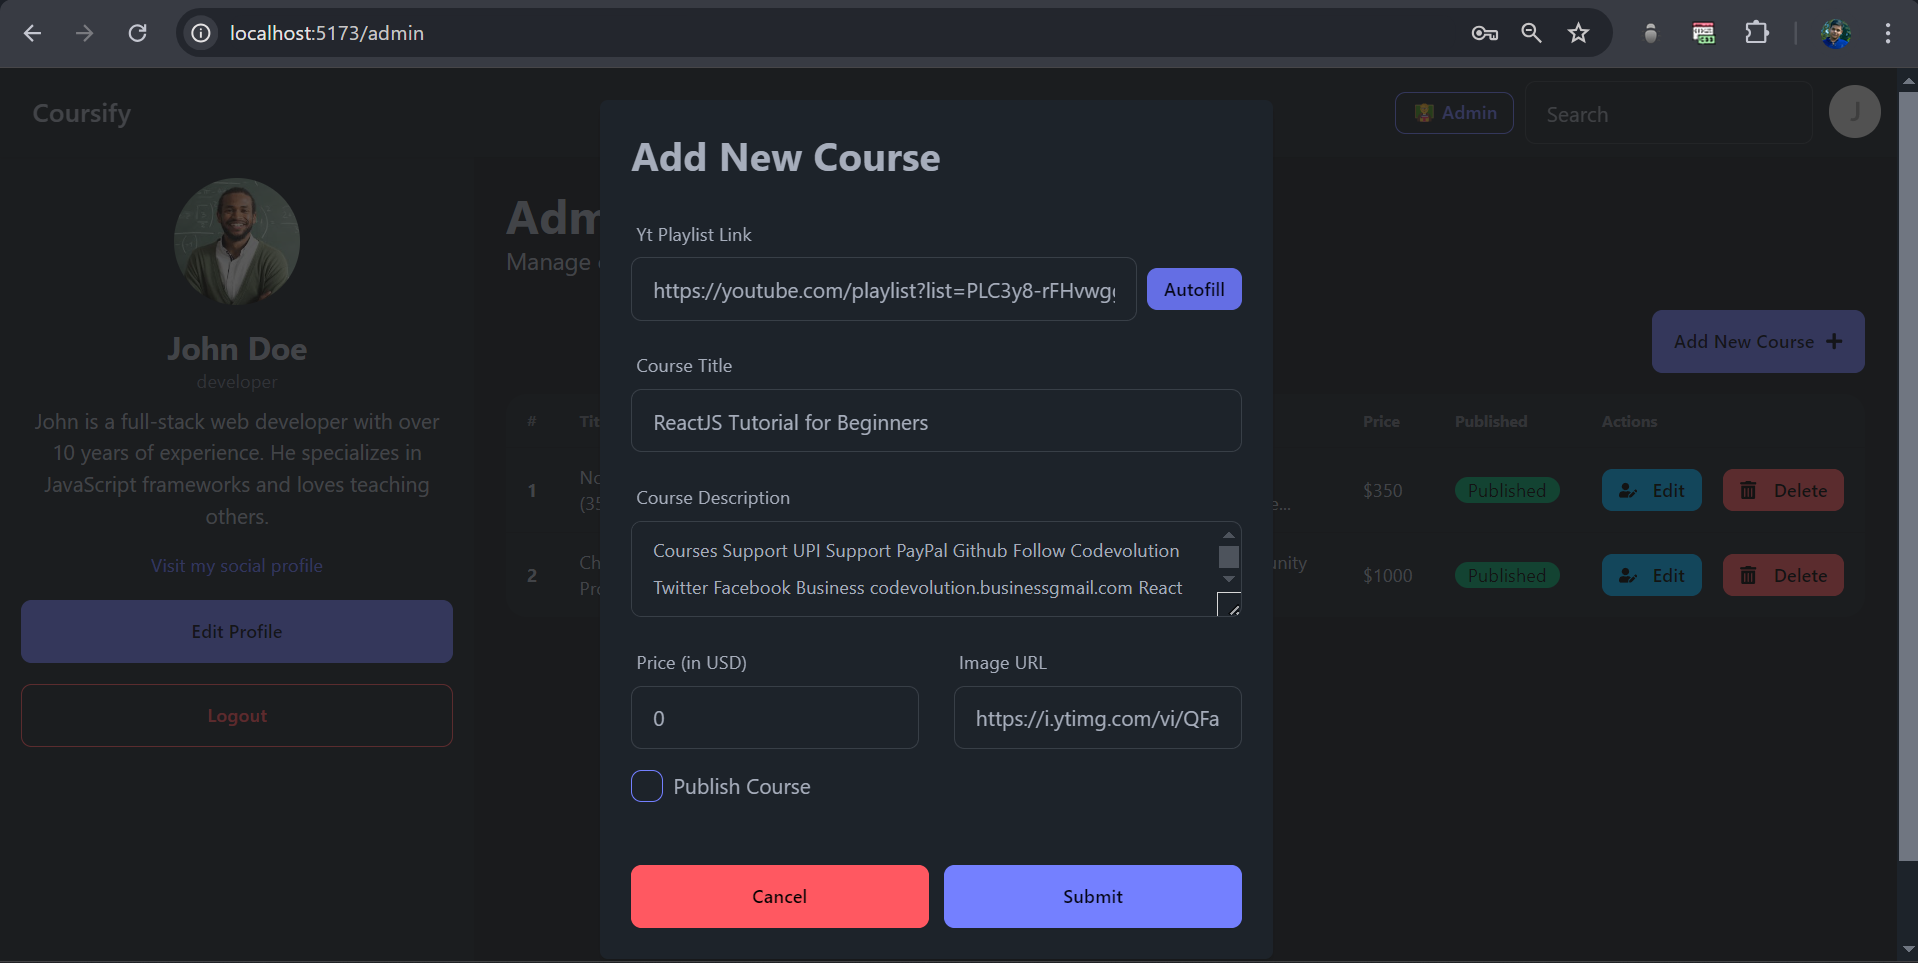 localhost:5173/admin
Coursify
Admin
Search
J
John Doe
developer
John is a full-stack web developer with over
10 years of experience. He specializes in
JavaScript frameworks and loves teaching
others.
Visit my social profile
Edit Profile
Logout
Adm
Manage
Add New Course
Add New Course
Yt Playlist Link
https://youtube.com/playlist?list=PLC3y8-rFHvwg
Autofill
Course Title
ReactJS Tutorial for Beginners
Course Description
Courses Support UPI Support PayPal Github Follow Codevolution
Twitter Facebook Business codevolution.businessgmail.com React
Price (in USD) Image URL
0 https://i.ytimg.com/vi/QFa
Publish Course
Cancel Submit
# Tit Price Published Actions
1 No $350 Published Edit Delete
(35 e...
2 Ch unity $1000 Published Edit Delete
Pro